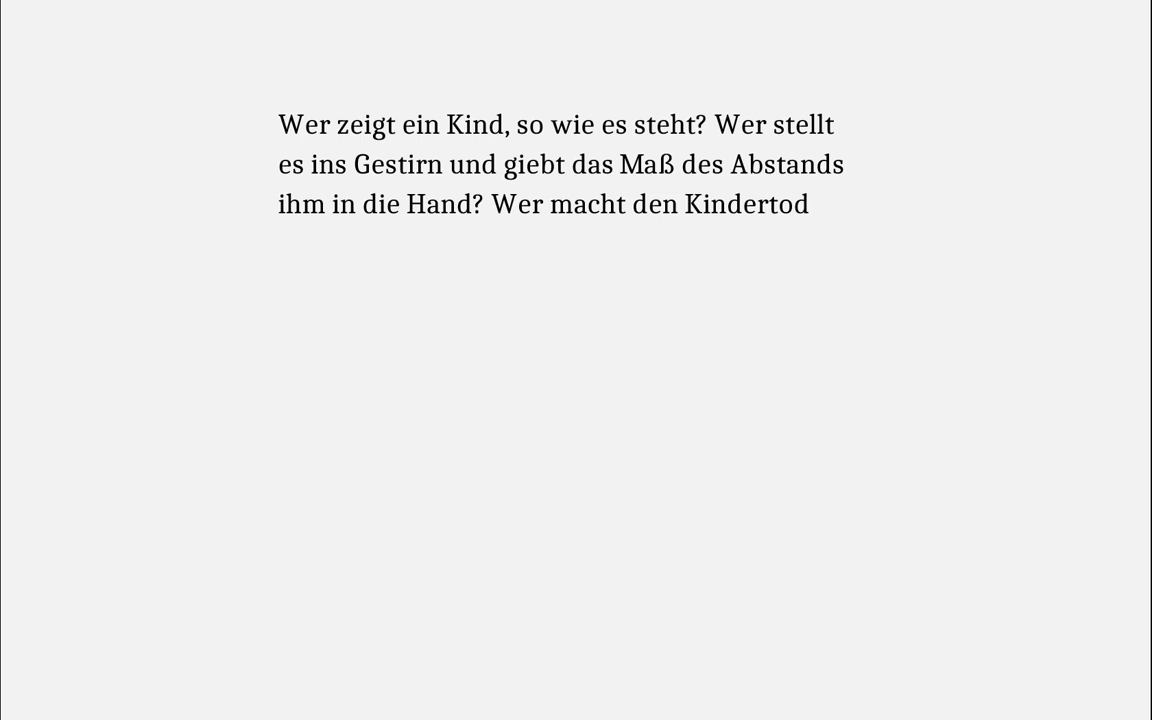 Wer zeigt ein Kind, so wie es steht? Wer stellt
es ins Gestirn und giebt das Maß des Abstands
ihm in die Hand? Wer macht den Kindertod